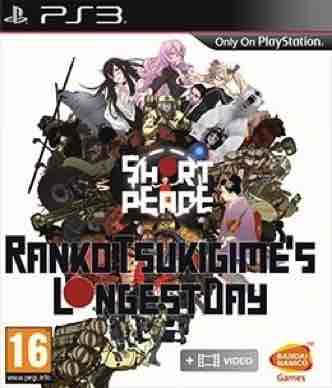 PS3
Only On PlayStation.
SHORT
PEACE
RANKO TSUKIGIME'S
LONGEST DAY
16
www.pegi.info
+ VIDEO
BANDAI
NAMCO
Games